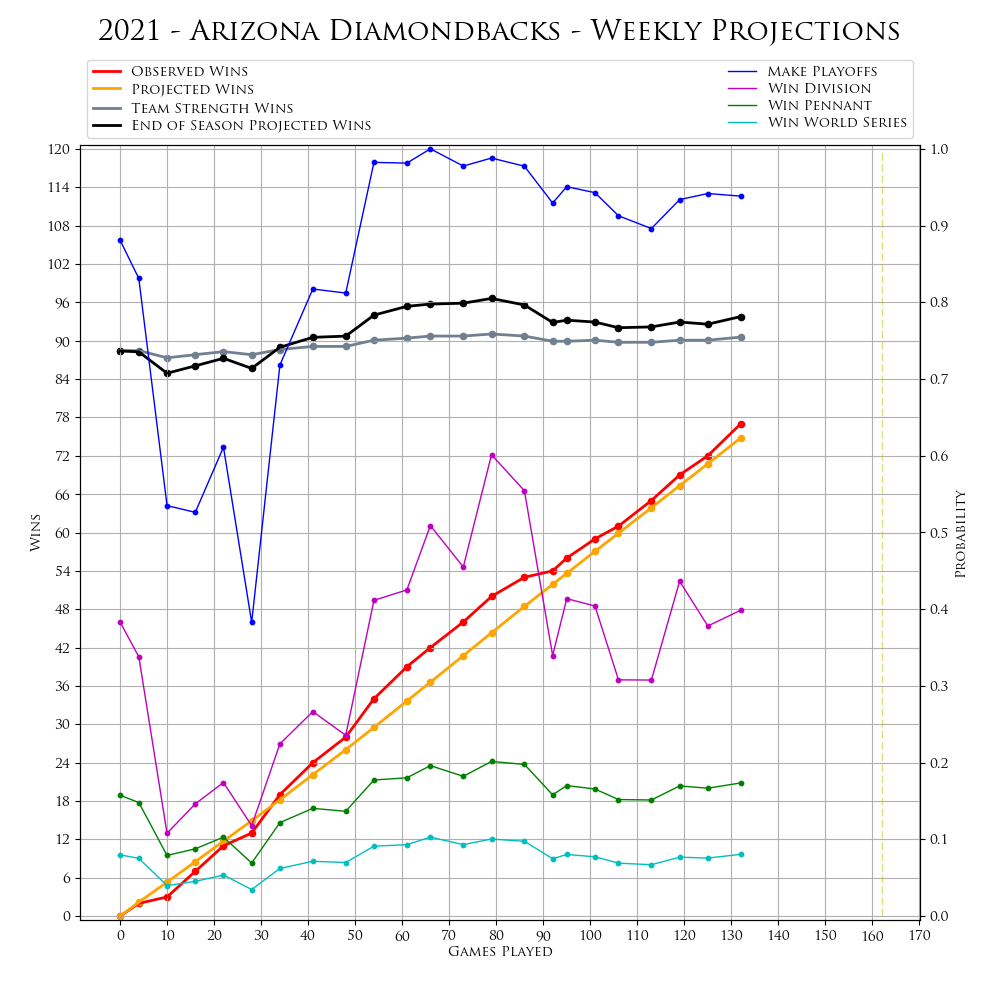 2021 - Arizona Diamondbacks - Weekly Projections
Observed Wins
Projected Wins
Team Strength Wins
End of Season Projected Wins
Make Playoffs
Win Division
Win Pennant
Win World Series
120
114
108
102
96
90
84
78
72
66
60
54
48
42
36
30
24
18
12
6
0
Wins
1.0
0.9
0.8
0.7
0.6
0.5
0.4
0.3
0.2
0.1
0.0
Probability
0 10 20 30 40 50 60 70 80 90 100 110 120 130 140 150 160 170
Games Played